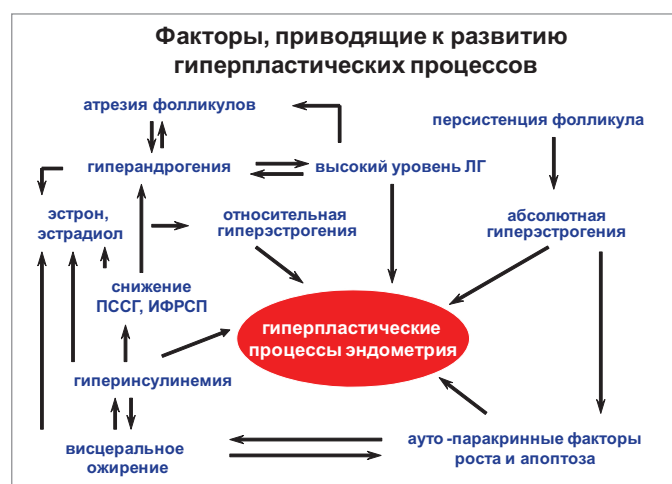 Факторы, приводящие к развитию
гиперпластических процессов
атрезия фолликулов
персистенция фолликула
гиперандрогения
высокий уровень ЛГ
эстрон,
эстрадиол
относительная
гиперэстрогения
абсолютная
гиперэстрогения
снижение
ПССГ, ИФРСП
гиперпластические
процессы эндометрия
гиперинсулинемия
висцеральное
ожирение
ауто -паракринные факторы
роста и апоптоза